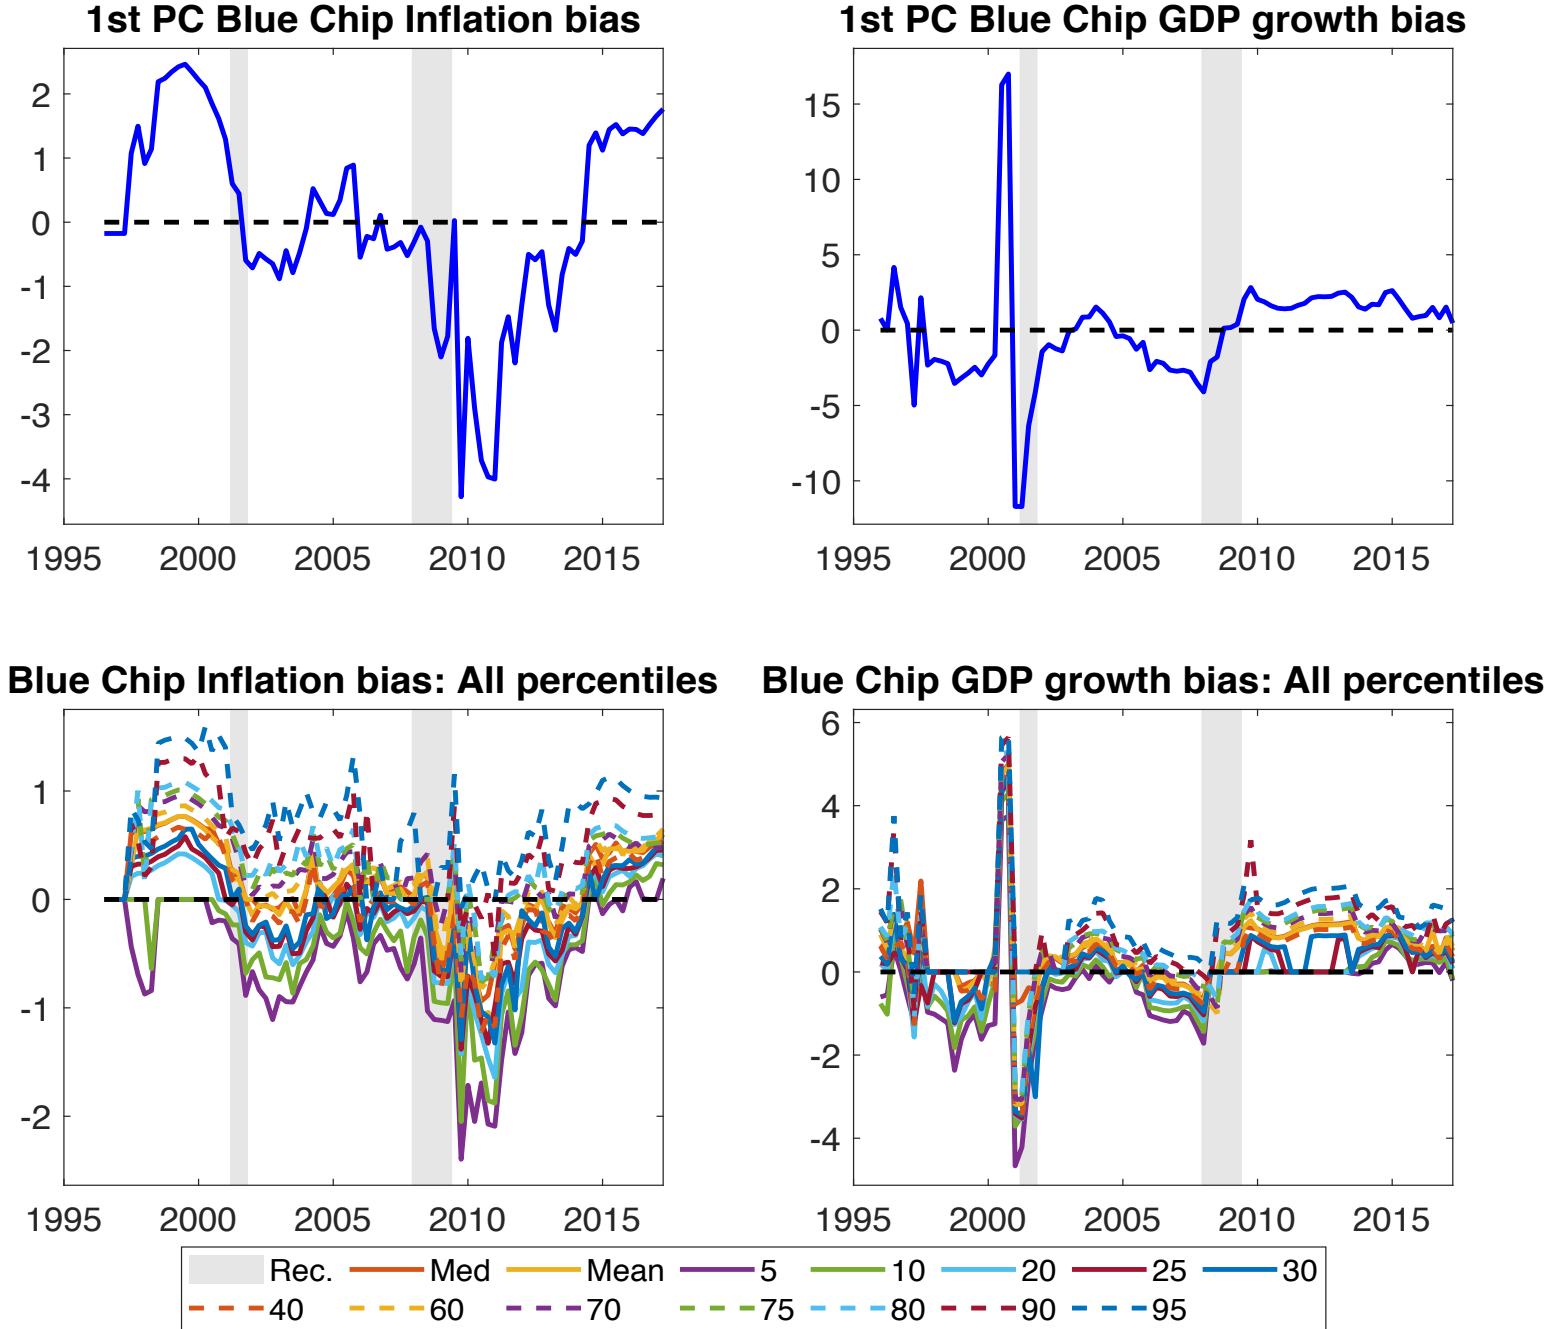 1st PC Blue Chip Inflation bias
2
1
0
-1
-2
-3
-4
1995 2000 2005 2010 2015
1st PC Blue Chip GDP growth bias
15
10
5
0
-5
-10
1995 2000 2005 2010 2015
Blue Chip Inflation bias: All percentiles
1
0
-1
-2
1995 2000 2005 2010 2015
Blue Chip GDP growth bias: All percentiles
6
4
2
0
-2
-4
1995 2000 2005 2010 2015
Rec. Med Mean 5 10 20 25 30
40 60 70 75 80 90 95